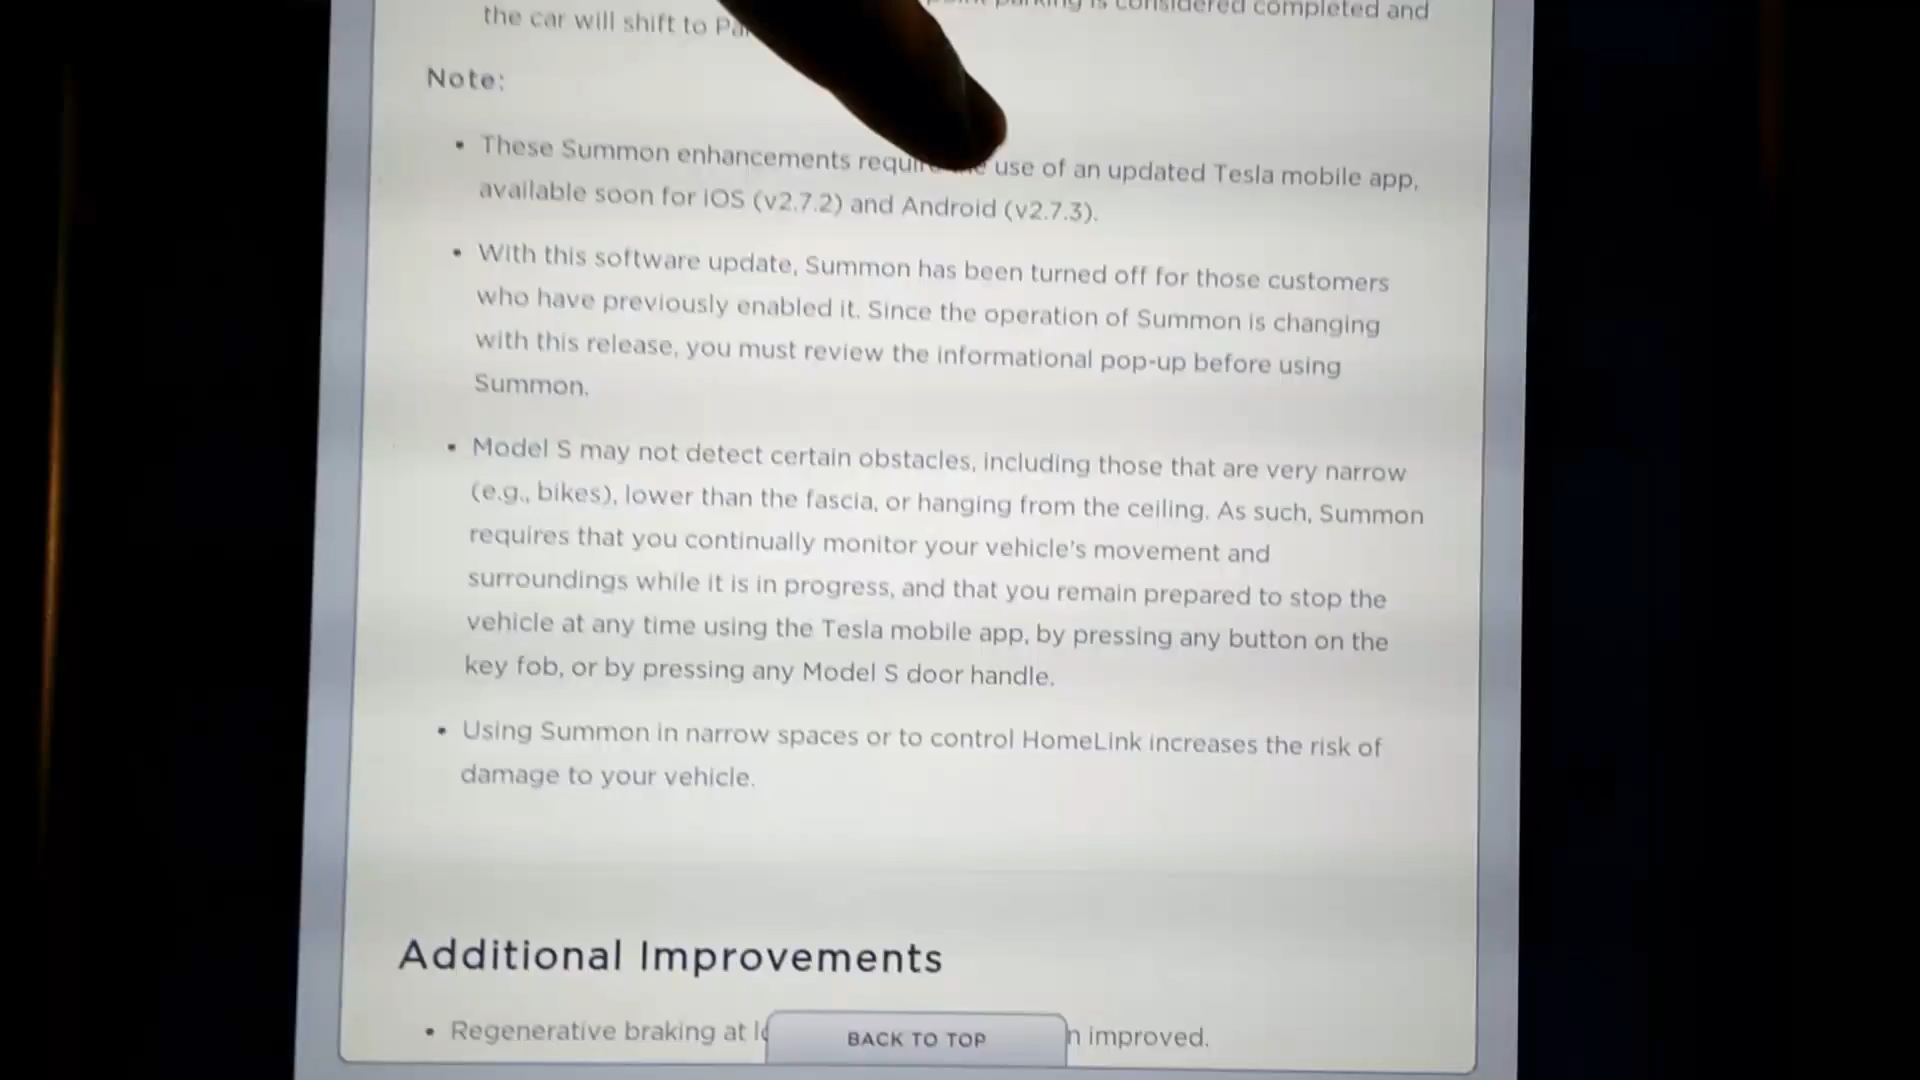 parking is considered completed and
the car will shift to
Note:
• These Summon enhancements use of an updated Tesla mobile app,
available soon for iOS (v2.7.2) and Android (v2.7.3).
• With this software update, Summon has been turned off for those customers
who have previously enabled it. Since the operation of Summon is changing
with this release, you must review the informational pop-up before using
Summon.
• Model S may not detect certain obstacles, including those that are very narrow
(e.g., bikes), lower than the fascia, or hanging from the ceiling. As such, Summon
requires that you continually monitor your vehicle's movement and
surroundings while it is in progress, and that you remain prepared to stop the
vehicle at any time using the Tesla mobile app, by pressing any button on the
key fob, or by pressing any Model S door handle.
• Using Summon in narrow spaces or to control HomeLink increases the risk of
damage to your vehicle.
Additional Improvements
• Regenerative braking at improved.
BACK TO TOP